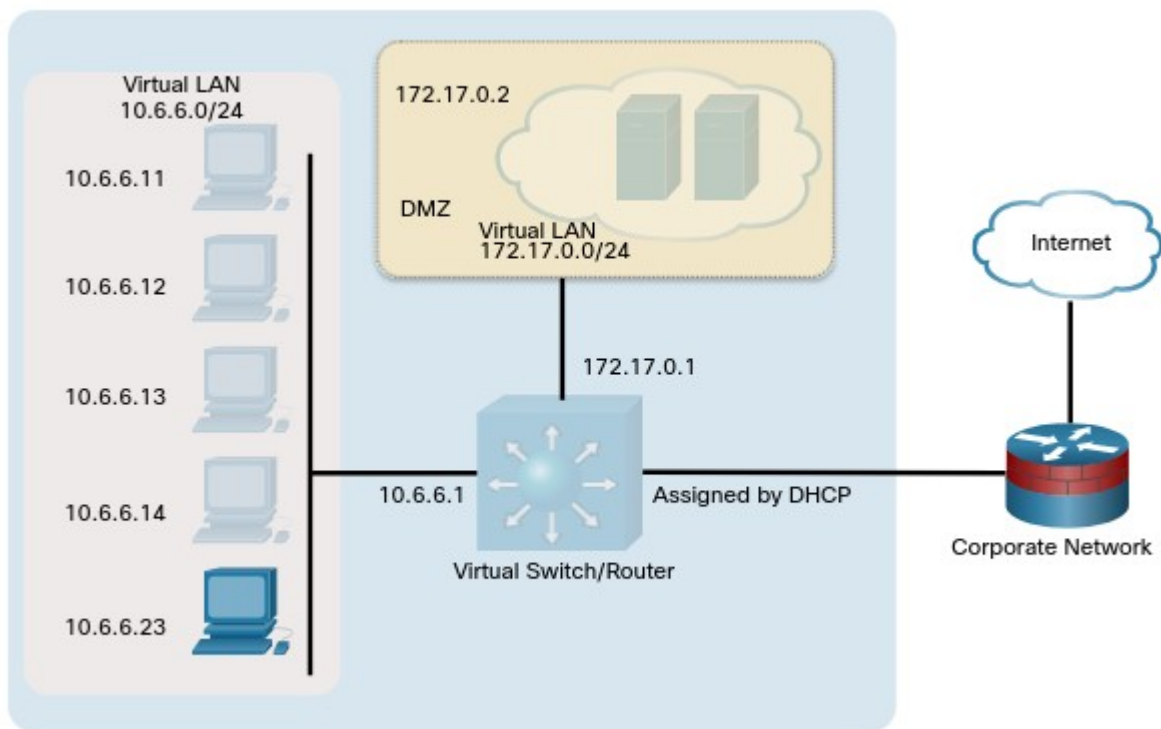 Virtual LAN
10.6.6.0/24
10.6.6.11
10.6.6.12
10.6.6.13
10.6.6.14
10.6.6.23
172.17.0.2
DMZ
Virtual LAN
172.17.0.0/24
172.17.0.1
10.6.6.1
Assigned by DHCP
Virtual Switch/Router
Internet
Corporate Network